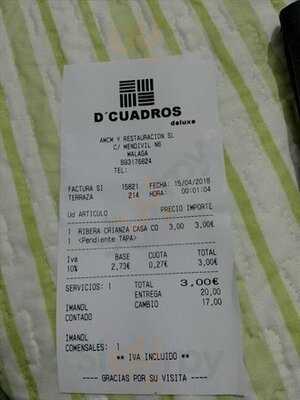 D'CUADROS
deluxe
AMCM Y RESTAURACION SL
C/ MENDIVIL N6
MALAGA
B93176624
TEL:
FACTURA SI 15821 FECHA: 15/04/2018
TERRAZA 214 HORA: 00:01:04
Ud ARTICULO PRECIO IMPORTE
1 RIBERA CRIANZA CASA CO 3,00 3,00€
1 <Pendiente TAPA>
Iva BASE CUOTA TOTAL
10% 2,73€ 0,27€ 3,00€
SERVICIOS: 1 TOTAL 3,00€
ENTREGA 20,00
IMANOL CAMBIO 17,00
CONTADO
IMANOL
COMENSALES: 1
** IVA INCLUIDO **
---- GRACIAS POR SU VISITA ----